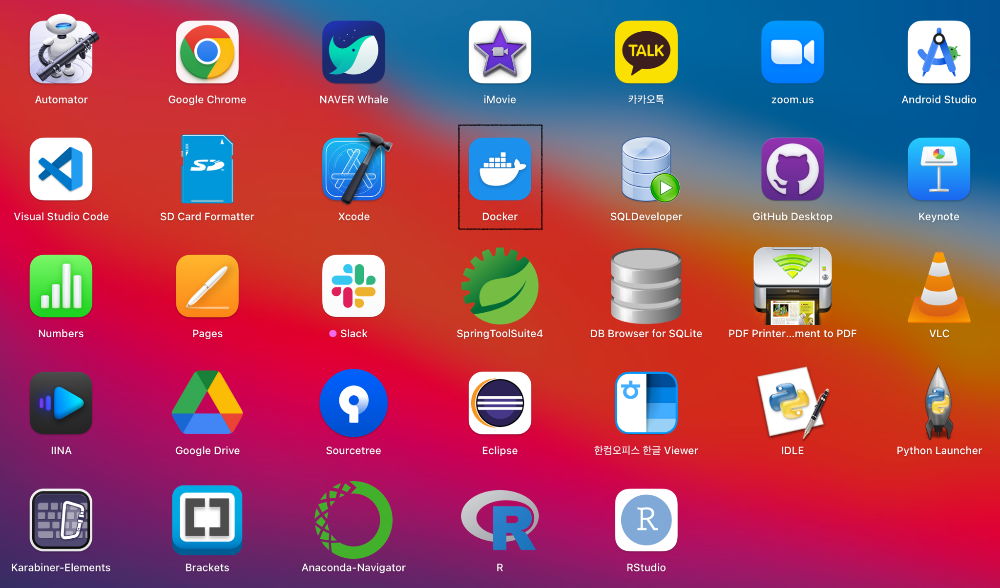 TALK
Automator
Google Chrome
NAVER Whale
iMovie
카카오톡
zoom.us
Android Studio
LOCK
SD
Visual Studio Code
SD Card Formatter
Xcode
Docker
SQLDeveloper
GitHub Desktop
Keynote
PDF Printer
Numbers
Pages
Slack
SpringToolSuite4
DB Browser for SQLite
PDF Printer...ment to PDF
VLC
ㅎ
IINA
Google Drive
Sourcetree
Eclipse
한컴오피스 한글 Viewer
IDLE
Python Launcher
R
R
Karabiner-Elements
Brackets
Anaconda-Navigator
R
RStudio